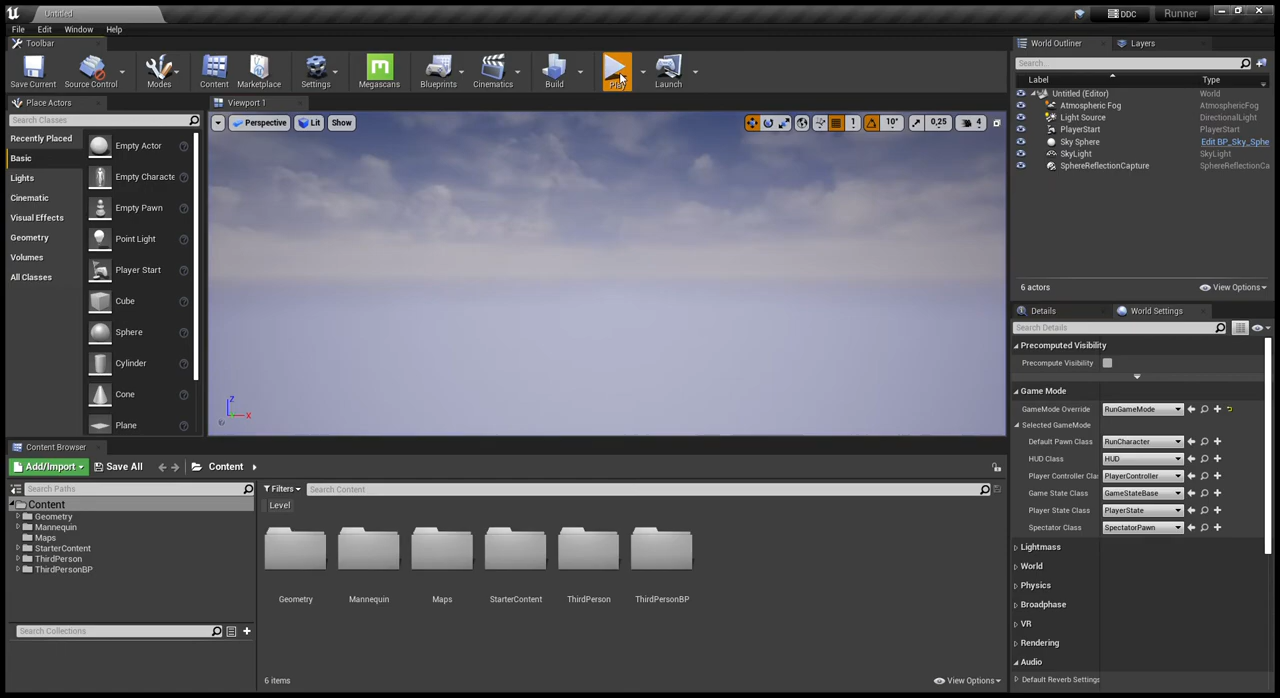 Untitled
DDC
Runner
File Edit Window Help
Toolbar
Save Current
Source Control
Modes
Content
Marketplace
Settings
Megascans
Blueprints
Cinematics
Build
Play
Launch
Place Actors
Search Classes
Recently Placed
Basic
Lights
Cinematic
Visual Effects
Geometry
Volumes
All Classes
Empty Actor
Empty Characte
Empty Pawn
Point Light
Player Start
Cube
Sphere
Cylinder
Cone
Plane
Viewport 1
Perspective Lit Show
10° 0,25 4
Z
X
World Outliner Layers
Search...
Label Type
Untitled (Editor) World
Atmospheric Fog AtmosphericFog
Light Source DirectionalLight
PlayerStart PlayerStart
Sky Sphere Edit BP_Sky_Sphe
SkyLight SkyLight
SphereReflectionCapture SphereReflectionCa
6 actors View Options
Details World Settings
Search Details
Precomputed Visibility
Precompute Visibility
Game Mode
GameMode Override RunGameMode
Selected GameMode
Default Pawn Class RunCharacter
HUD Class HUD
Player Controller Clas PlayerController
Game State Class GameStateBase
Player State Class PlayerState
Spectator Class SpectatorPawn
Lightmass
World
Physics
Broadphase
VR
Rendering
Audio
Default Reverb Settings
Content Browser
Add/Import Save All Content
Search Paths
Content
Geometry
Mannequin
Maps
StarterContent
ThirdPerson
ThirdPersonBP
Search Collections
Filters Search Content
Level
Geometry Mannequin Maps StarterContent ThirdPerson ThirdPersonBP
6 items View Options